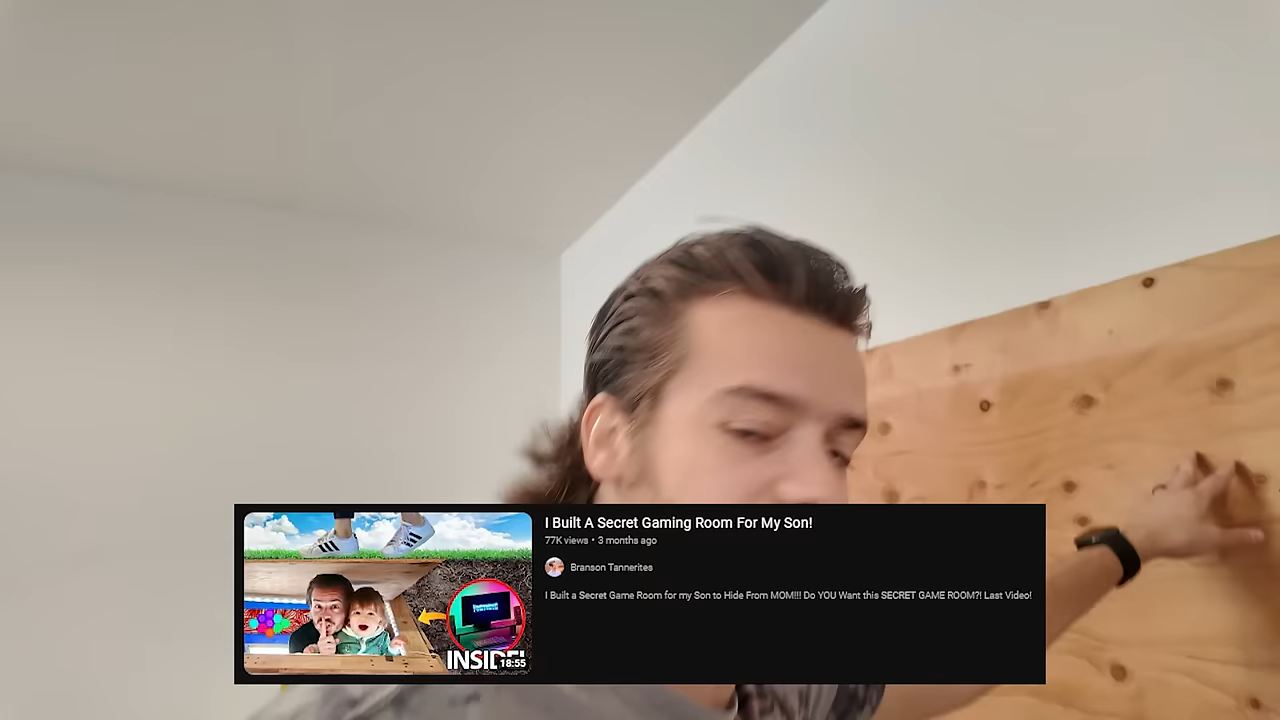 I Built A Secret Gaming Room For My Son!
77K views • 3 months ago
Branson Tannerites
I Built a Secret Game Room for my Son to Hide From MOM!!! Do YOU Want this SECRET GAME ROOM?! Last Video!
INSIDE!
18:55